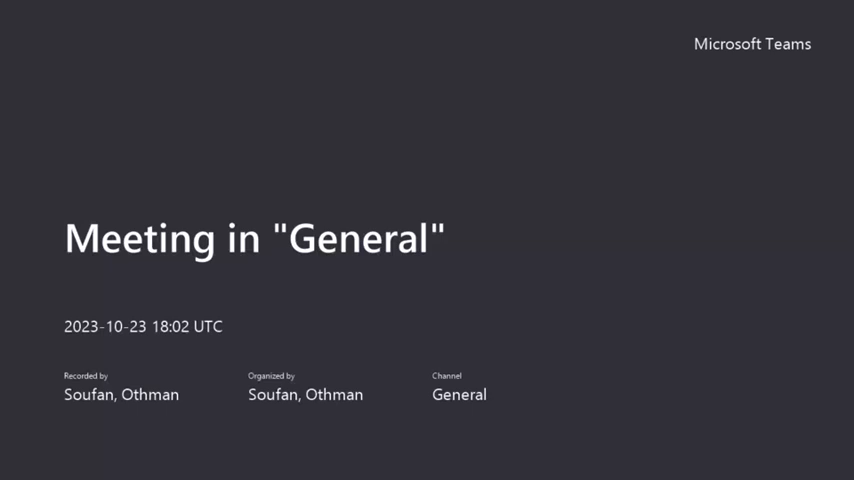 Microsoft Teams
Meeting in "General"
2023-10-23 18:02 UTC
Recorded by
Soufan, Othman
Organized by
Soufan, Othman
Channel
General